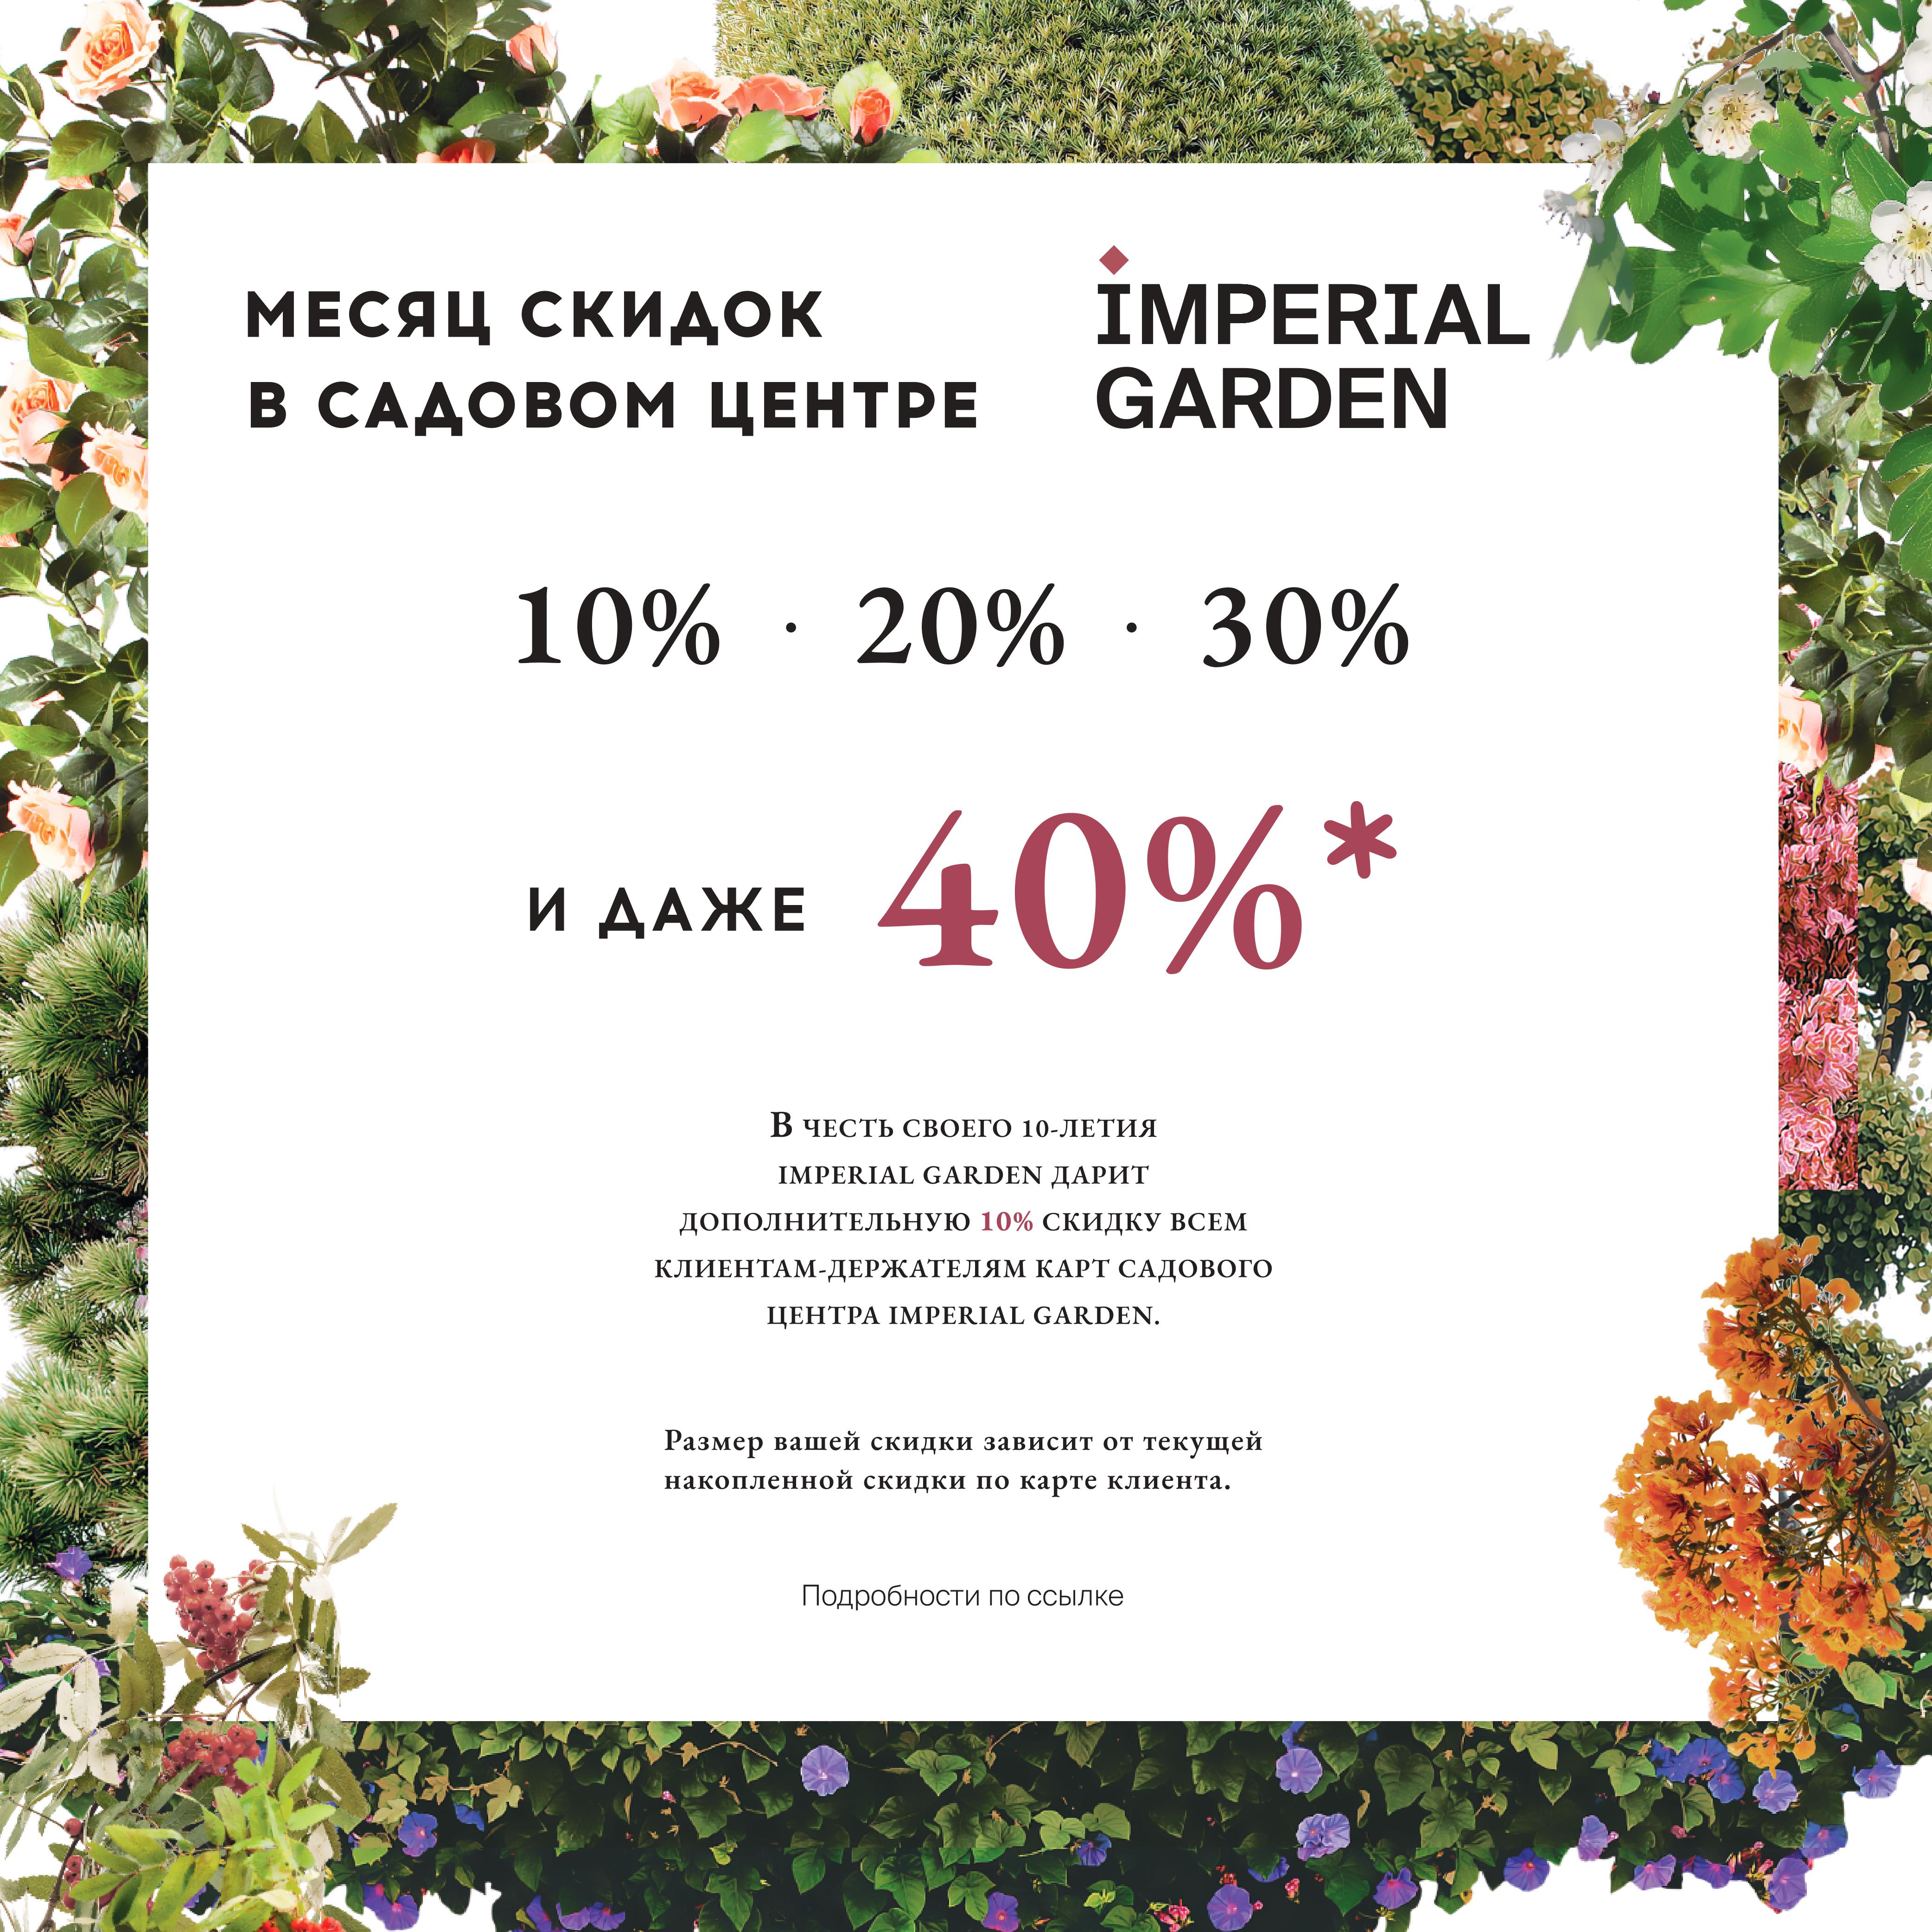 МЕСЯЦ СКИДОК
В САДОВОМ ЦЕНТРЕ
IMPERIAL
GARDEN
10% · 20% · 30%
И ДАЖЕ 40%*
В ЧЕСТЬ СВОЕГО 10-ЛЕТИЯ
IMPERIAL GARDEN ДАРИТ
ДОПОЛНИТЕЛЬНУЮ 10% СКИДКУ ВСЕМ
КЛИЕНТАМ-ДЕРЖАТЕЛЯМ КАРТ САДОВОГО
ЦЕНТРА IMPERIAL GARDEN.
Размер вашей скидки зависит от текущей
накопленной скидки по карте клиента.
Подробности по ссылке